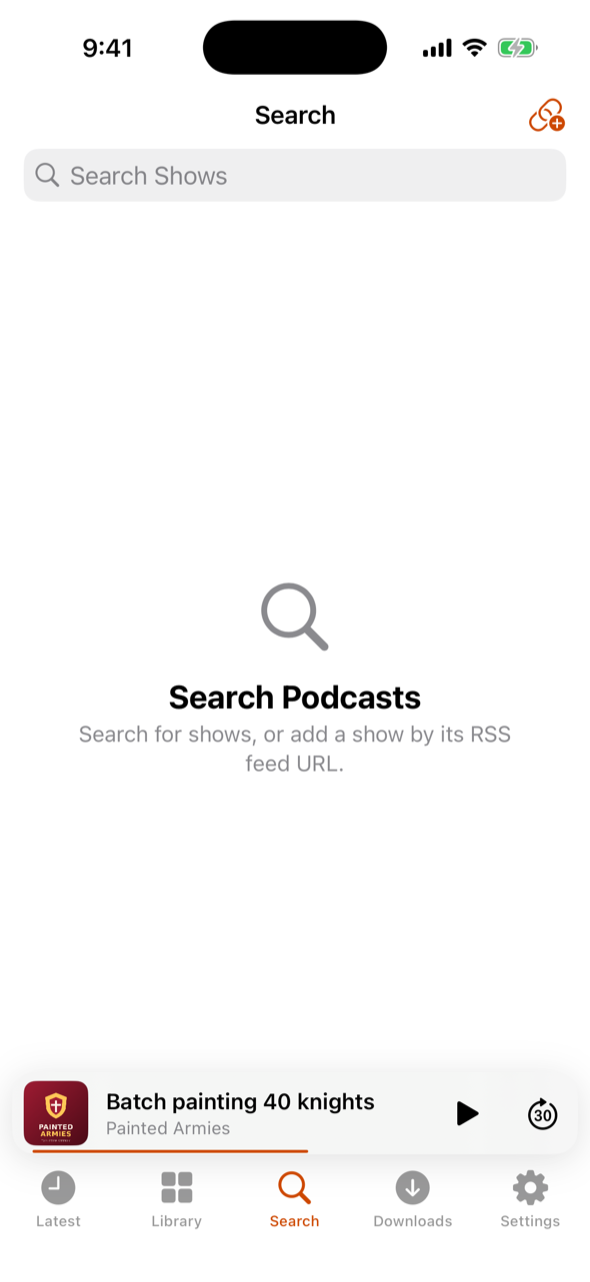 9:41
Search
Search Shows
Search Podcasts
Search for shows, or add a show by its RSS
feed URL.
PAINTED
ARMIES
Batch painting 40 knights
Painted Armies
30
Latest
Library
Search
Downloads
Settings